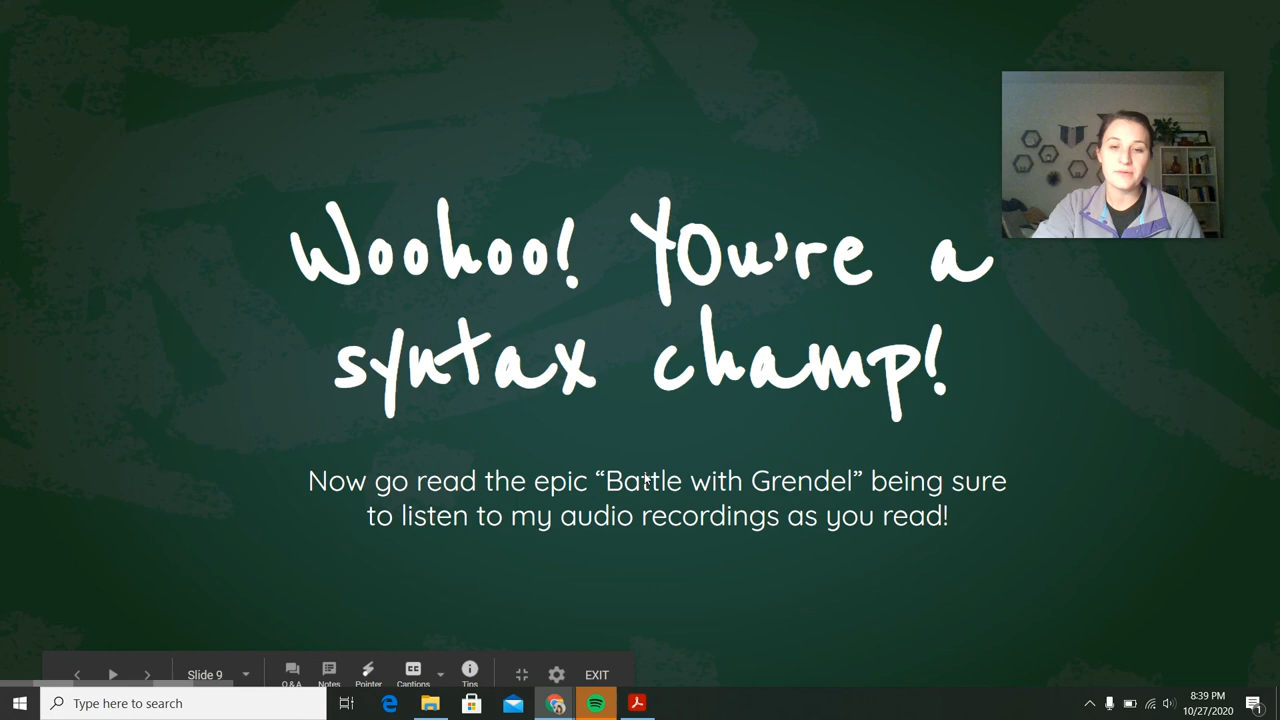 Woohoo! You're a
syntax champ!
Now go read the epic “Battle with Grendel” being sure
to listen to my audio recordings as you read!
Slide 9
Q&A
Notes
Pointer
CC
Captions
Tips
EXIT
Type here to search
8:39 PM
10/27/2020
1